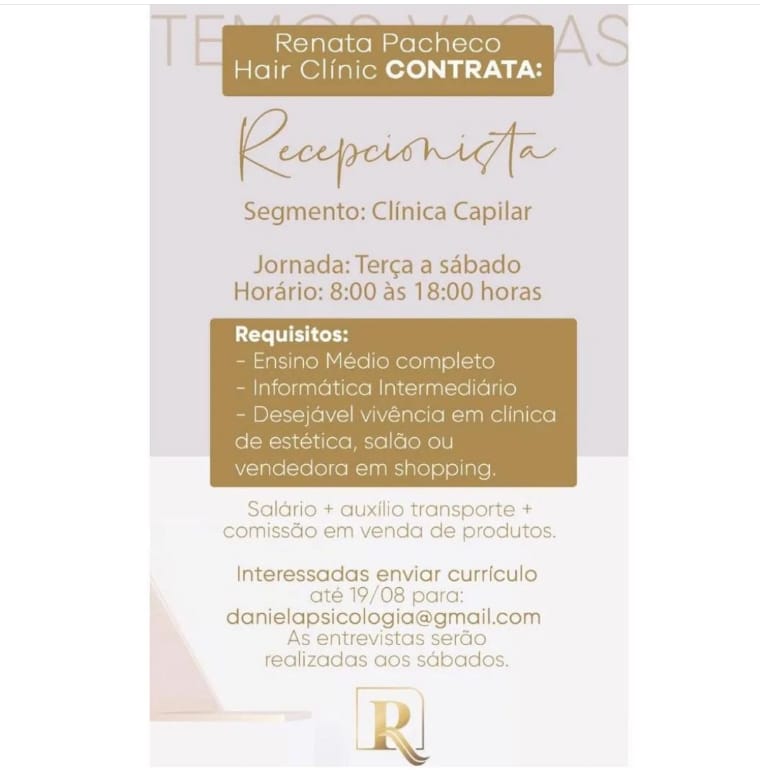 TEMOS VAGAS
Renata Pacheco
Hair Clínic CONTRATA:
Recepcionista
Segmento: Clínica Capilar
Jornada: Terça a sábado
Horário: 8:00 às 18:00 horas
Requisitos:
- Ensino Médio completo
- Informática Intermediário
- Desejável vivência em clínica
de estética, salão ou
vendedora em shopping.
Salário + auxílio transporte +
comissão em venda de produtos.
Interessadas enviar currículo
até 19/08 para:
danielapsicologia@gmail.com
As entrevistas serão
realizadas aos sábados.
R